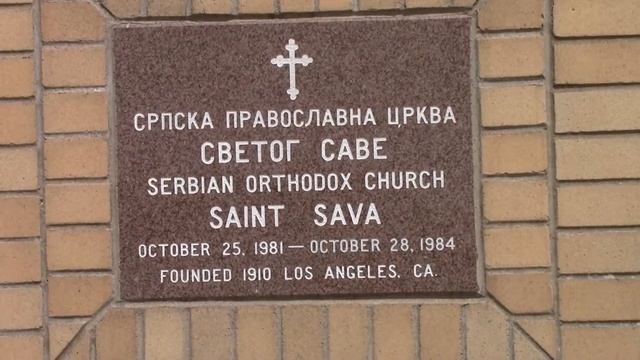 СРПСКА ПРАВОСЛАВНА ЦРКВА
СВЕТОГ САВЕ
SERBIAN ORTHODOX CHURCH
SAINT SAVA
OCTOBER 25, 1981 — OCTOBER 28, 1984
FOUNDED 1910 LOS ANGELES, CA.